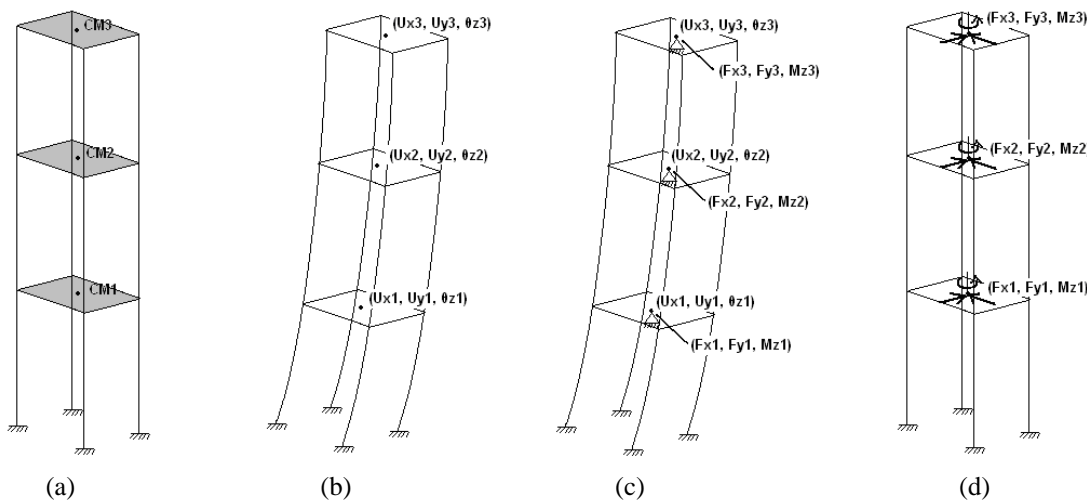 CM3
CM2
CM1
(a)
(Ux3, Uy3, θz3)
(Ux2, Uy2, θz2)
(Ux1, Uy1, θz1)
(b)
(Ux3, Uy3, θz3)
(Fx3, Fy3, Mz3)
(Ux2, Uy2, θz2)
(Fx2, Fy2, Mz2)
(Ux1, Uy1, θz1)
(Fx1, Fy1, Mz1)
(c)
(Fx3, Fy3, Mz3)
(Fx2, Fy2, Mz2
(Fx1, Fy1, Mz1)
(d)